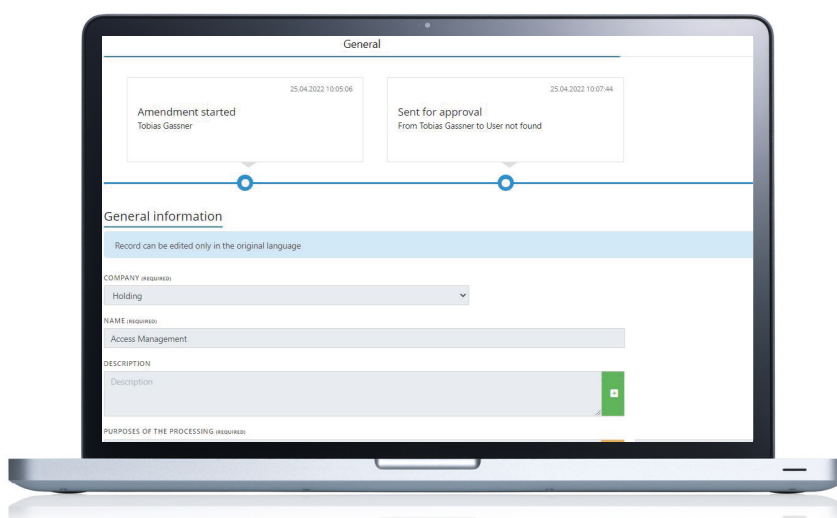 General
25.04.2022 10:05:06
Amendment started
Tobias Gassner
25.04.2022 10:07:44
Sent for approval
From Tobias Gassner to User not found
General information
Record can be edited only in the original language
COMPANY (REQUIRED)
Holding
NAME (REQUIRED)
Access Management
DESCRIPTION
Description
PURPOSES OF THE PROCESSING (REQUIRED)